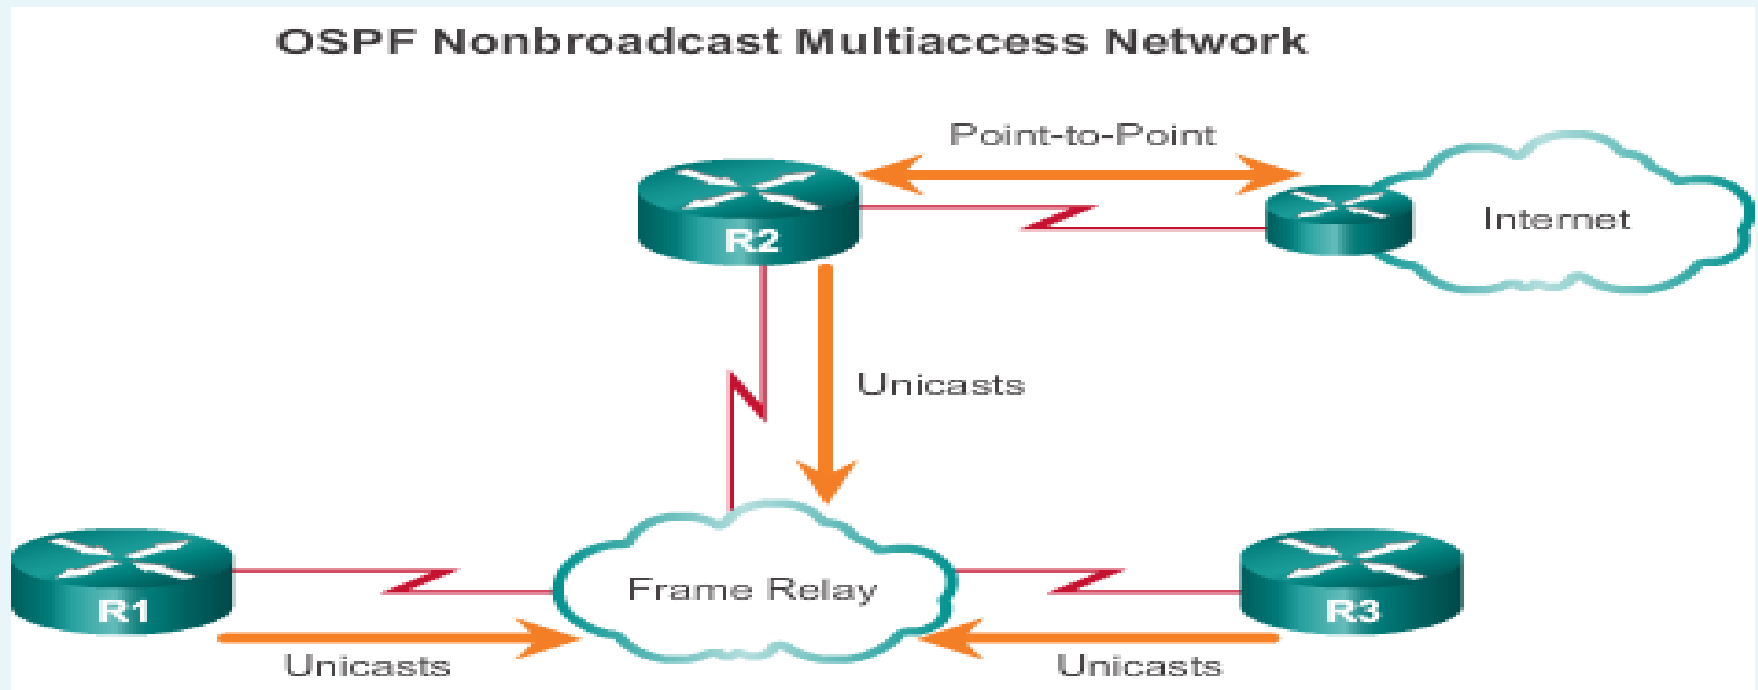 OSPF Nonbroadcast Multiaccess Network
Point-to-Point
R2
Internet
Unicasts
R1
Frame Relay
R3
Unicasts
Unicasts